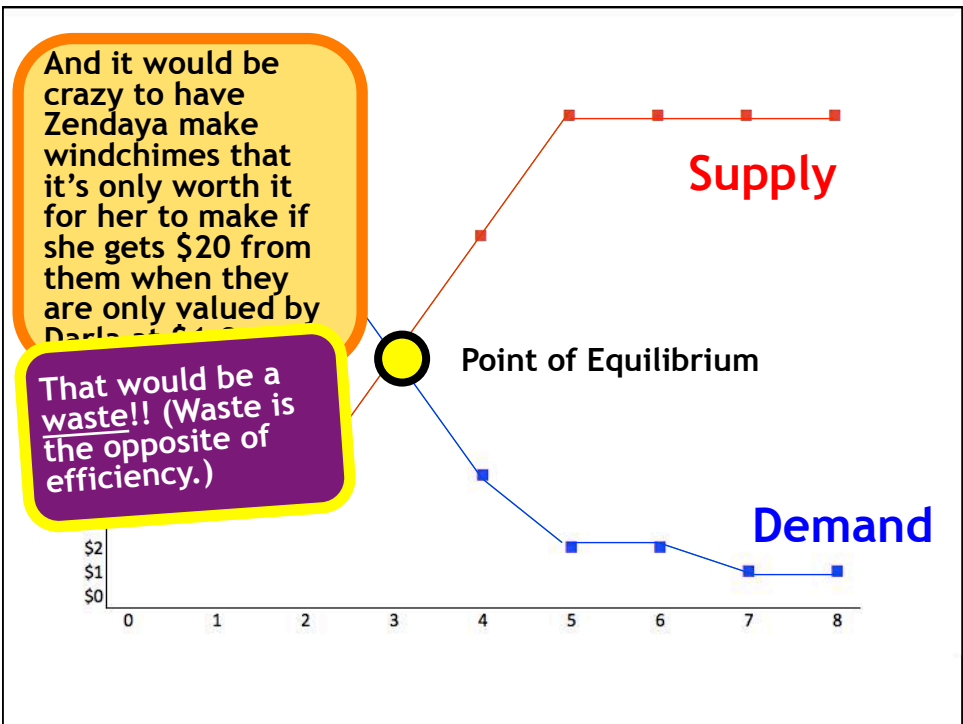 And it would be
crazy to have
Zendaya make
windchimes that
it's only worth it
for her to make if
she gets $20 from
them when they
are only valued by
Darla at $1
That would be a
waste!! (Waste is
the opposite of
efficiency.)
Supply
Point of Equilibrium
Demand
$2
$1
$0
0 1 2 3 4 5 6 7 8